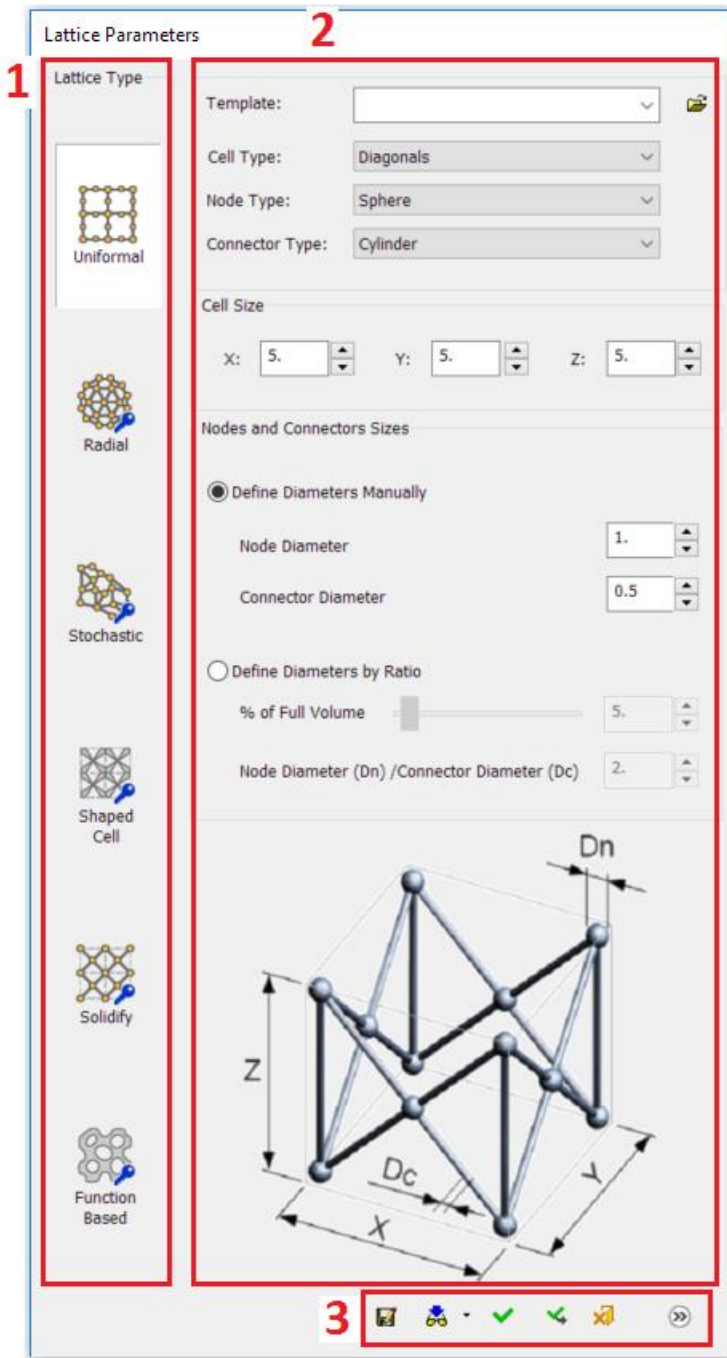 Lattice Parameters
2
1
Lattice Type
Uniformal
Radial
Stochastic
Shaped
Cell
Solidify
Function
Based
Template:
Cell Type: Diagonals
Node Type: Sphere
Connector Type: Cylinder
Cell Size
X: 5. Y: 5. Z: 5.
Nodes and Connectors Sizes
Define Diameters Manually
Node Diameter 1.
Connector Diameter 0.5
Define Diameters by Ratio
% of Full Volume 5.
Node Diameter (Dn) /Connector Diameter (Dc) 2.
Dn
Z
Dc
X
Y
3